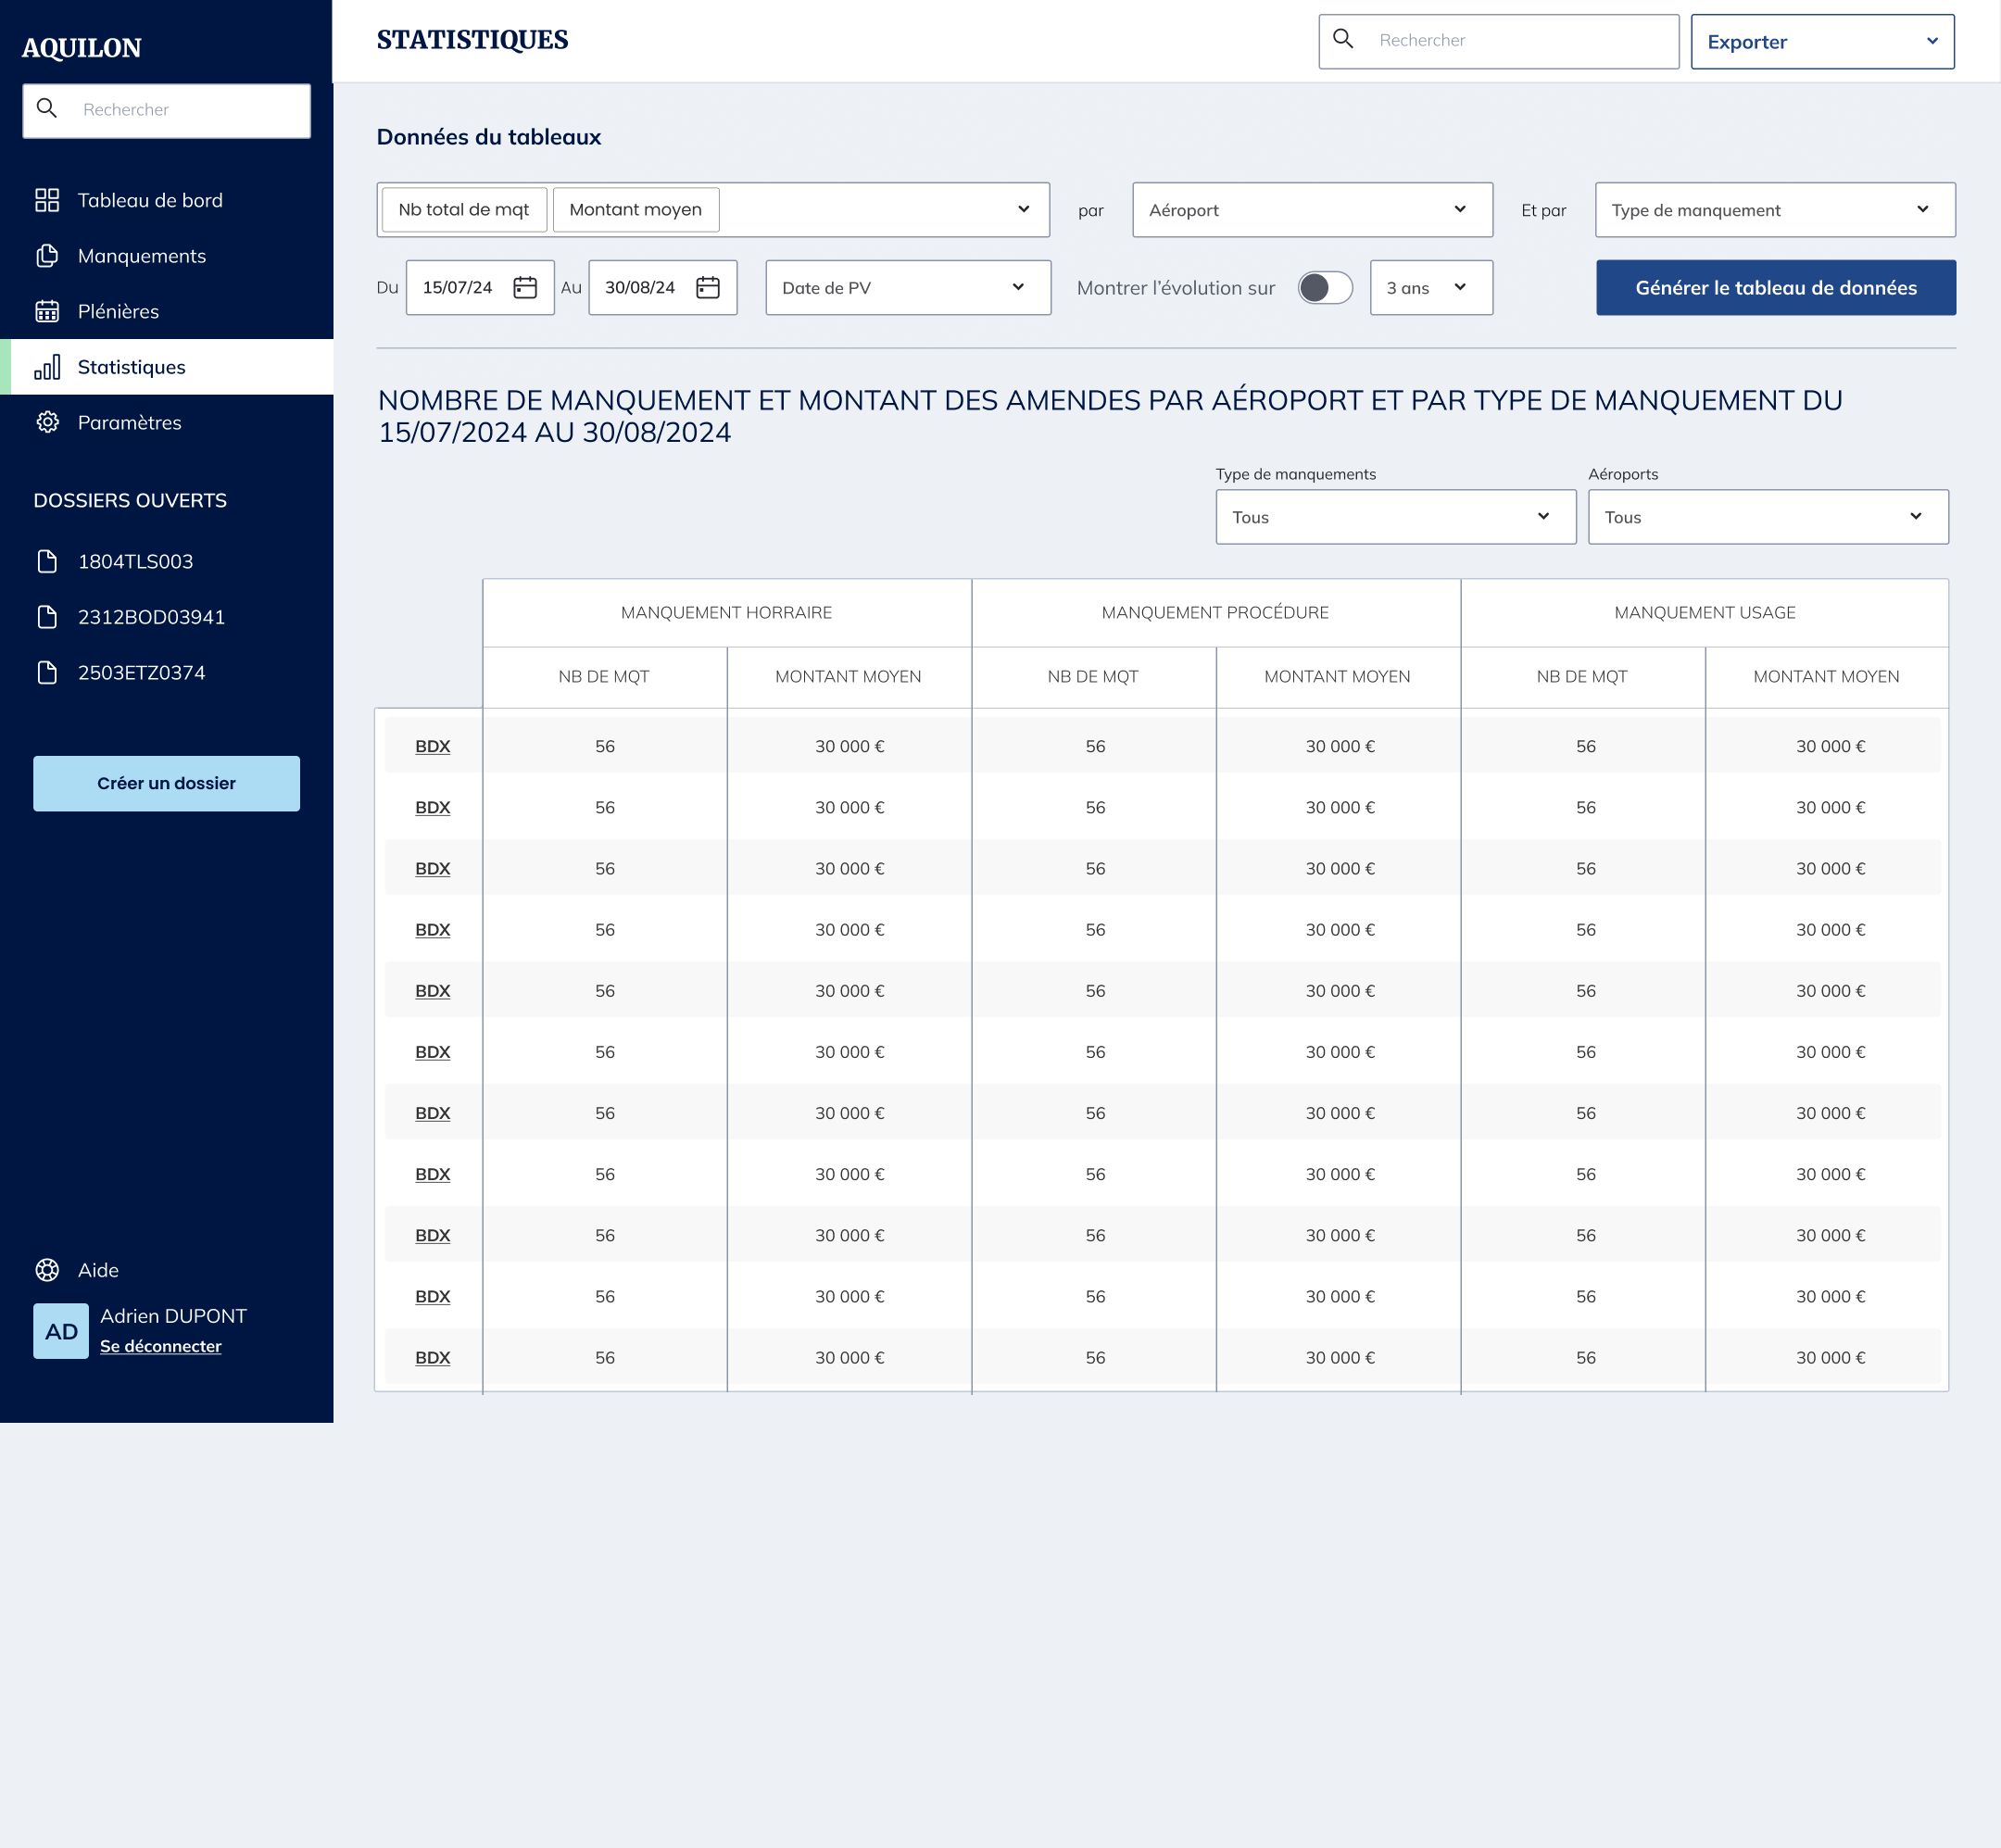 AQUILON
Rechercher
Tableau de bord
Manquements
Plénières
Statistiques
Paramètres
DOSSIERS OUVERTS
1804TLS003
2312BOD03941
2503ETZ0374
Créer un dossier
Aide
AD
Adrien DUPONT
Se déconnecter
STATISTIQUES
Rechercher
Exporter
Données du tableaux
Nb total de mqt Montant moyen par Aéroport Et par Type de manquement
Du 15/07/24 Au 30/08/24 Date de PV Montrer l’évolution sur 3 ans Générer le tableau de données
NOMBRE DE MANQUEMENT ET MONTANT DES AMENDES PAR AÉROPORT ET PAR TYPE DE MANQUEMENT DU
15/07/2024 AU 30/08/2024
Type de manquements Aéroports
Tous Tous
MANQUEMENT HORRAIRE MANQUEMENT PROCÉDURE MANQUEMENT USAGE
NB DE MQT MONTANT MOYEN NB DE MQT MONTANT MOYEN NB DE MQT MONTANT MOYEN
BDX 56 30 000 € 56 30 000 € 56 30 000 €
BDX 56 30 000 € 56 30 000 € 56 30 000 €
BDX 56 30 000 € 56 30 000 € 56 30 000 €
BDX 56 30 000 € 56 30 000 € 56 30 000 €
BDX 56 30 000 € 56 30 000 € 56 30 000 €
BDX 56 30 000 € 56 30 000 € 56 30 000 €
BDX 56 30 000 € 56 30 000 € 56 30 000 €
BDX 56 30 000 € 56 30 000 € 56 30 000 €
BDX 56 30 000 € 56 30 000 € 56 30 000 €
BDX 56 30 000 € 56 30 000 € 56 30 000 €
BDX 56 30 000 € 56 30 000 € 56 30 000 €